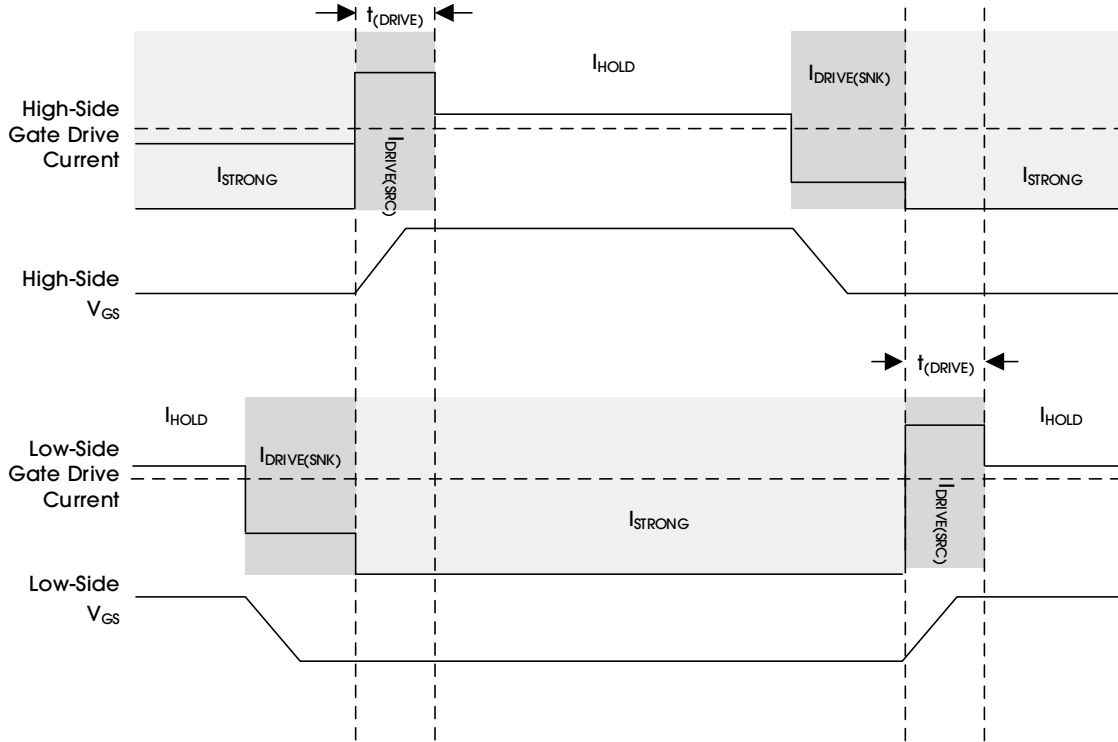 t(DRIVE)
IHOLD
IDRIVE(SNK)
High-Side
Gate Drive
Current
IDRIVE(SRC)
ISTRONG
ISTRONG
High-Side
VGS
t(DRIVE)
IHOLD
IHOLD
Low-Side
Gate Drive
Current
IDRIVE(SNK)
ISTRONG
IDRIVE(SRC)
Low-Side
VGS